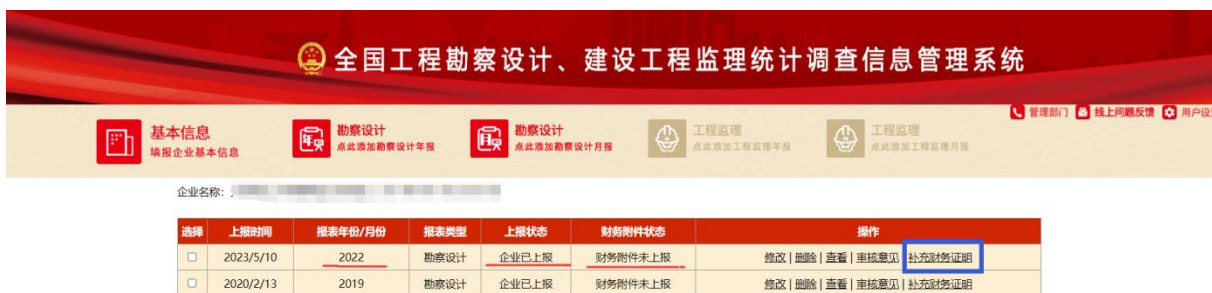 全国工程勘察设计、建设工程监理统计调查信息管理系统
管理部门 线上问题反馈 用户设
基本信息 勘察设计 勘察设计 工程监理 工程监理
填报企业基本信息 点此添加勘察设计年报 点此添加勘察设计月报 点此添加工程监理年报 点此添加工程监理月报
企业名称:
选择 上报时间 报表年份/月份 报表类型 上报状态 财务附件状态 操作
2023/5/10 2022 勘察设计 企业已上报 财务附件未上报 修改 | 删除 | 查看 | 审核意见 | 补充财务证明
2020/2/13 2019 勘察设计 企业已上报 财务附件未上报 修改 | 删除 | 查看 | 审核意见 | 补充财务证明